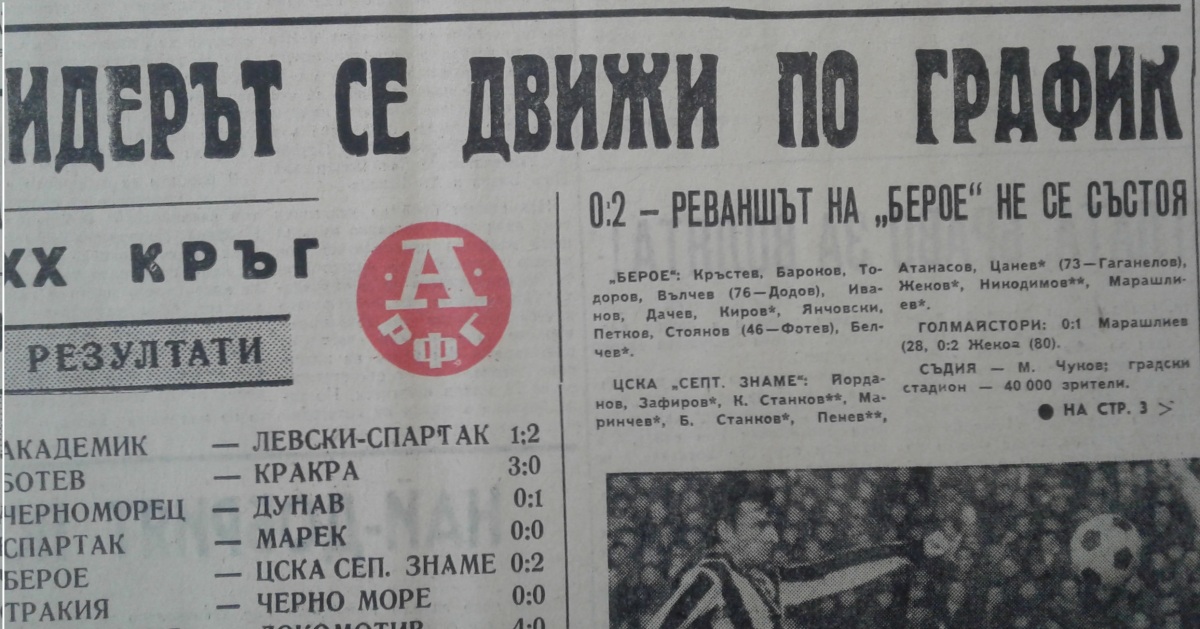 ИДЕРЪТ СЕ ДВИЖИ ПО ГРАФИК
XX КРЪГ
А
РФГ
РЕЗУЛТАТИ
АКАДЕМИК — ЛЕВСКИ-СПАРТАК 1:2
БОТЕВ — КРАКРА 3:0
ЧЕРНОМОРЕЦ — ДУНАВ 0:1
СПАРТАК — МАРЕК 0:0
БЕРОЕ — ЦСКА СЕП. ЗНАМЕ 0:2
ТРАКИЯ — ЧЕРНО МОРЕ 0:0
ЛОКОМОТИВ 4:0
0:2 — РЕВАНШЪТ НА „БЕРОЕ“ НЕ СЕ СЪСТОЯ
„БЕРОЕ“: Кръстев, Баронов, То-
доров, Вълчев (76—Додов), Ива-
нов, Дачев, Киров*, Янчовски,
Петков, Стоянов (46—Фотев), Бел-
чев*.
ЦСКА „СЕПТ. ЗНАМЕ“: Йорда-
нов, Зафиров*, К. Станков**, Ма-
ринчев*, Б. Станков*, Пенев**,
Атанасов, Цанев* (73—Гаганелов),
Жеков*, Никодимов**, Марашли-
ев*.
ГОЛМАЙСТОРИ: 0:1 Марашлиев
(28, 0:2 Жеков (80).
СЪДИЯ — М. Чуков; градски
стадион — 40 000 зрители.
● НА СТР. 3 >